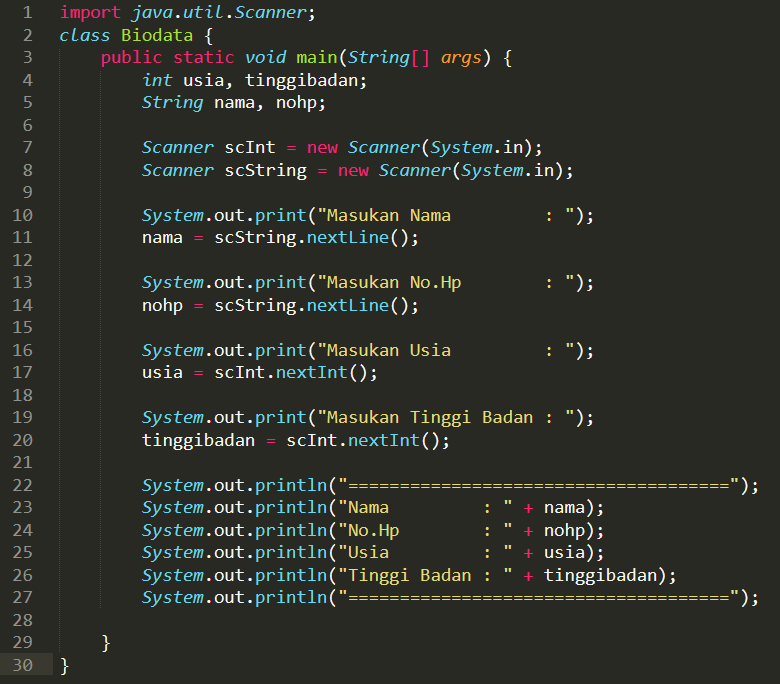 1 import java.util.Scanner;
2 class Biodata {
3     public static void main(String[] args) {
4         int usia, tinggibadan;
5         String nama, nohp;
6
7         Scanner scInt = new Scanner(System.in);
8         Scanner scString = new Scanner(System.in);
9
10         System.out.print("Masukan Nama         : ");
11         nama = scString.nextLine();
12
13         System.out.print("Masukan No.Hp        : ");
14         nohp = scString.nextLine();
15
16         System.out.print("Masukan Usia         : ");
17         usia = scInt.nextInt();
18
19         System.out.print("Masukan Tinggi Badan : ");
20         tinggibadan = scInt.nextInt();
21
22         System.out.println("=====================================");
23         System.out.println("Nama         : " + nama);
24         System.out.println("No.Hp        : " + nohp);
25         System.out.println("Usia         : " + usia);
26         System.out.println("Tinggi Badan : " + tinggibadan);
27         System.out.println("=====================================");
28
29     }
30 }